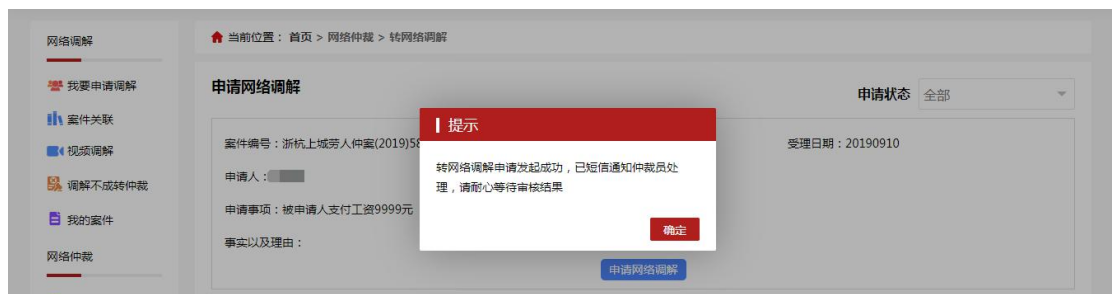 网络调解
当前位置： 首页 > 网络仲裁 > 转网络调解
我要申请调解
案件关联
视频调解
调解不成转仲裁
我的案件
网络仲裁
申请网络调解
申请状态 全部
案件编号：浙杭上城劳人仲案(2019)58
受理日期：20190910
申请人：
申请事项：被申请人支付工资9999元
事实以及理由：
申请网络调解
提示
转网络调解申请发起成功，已短信通知仲裁员处
理，请耐心等待审核结果
确定